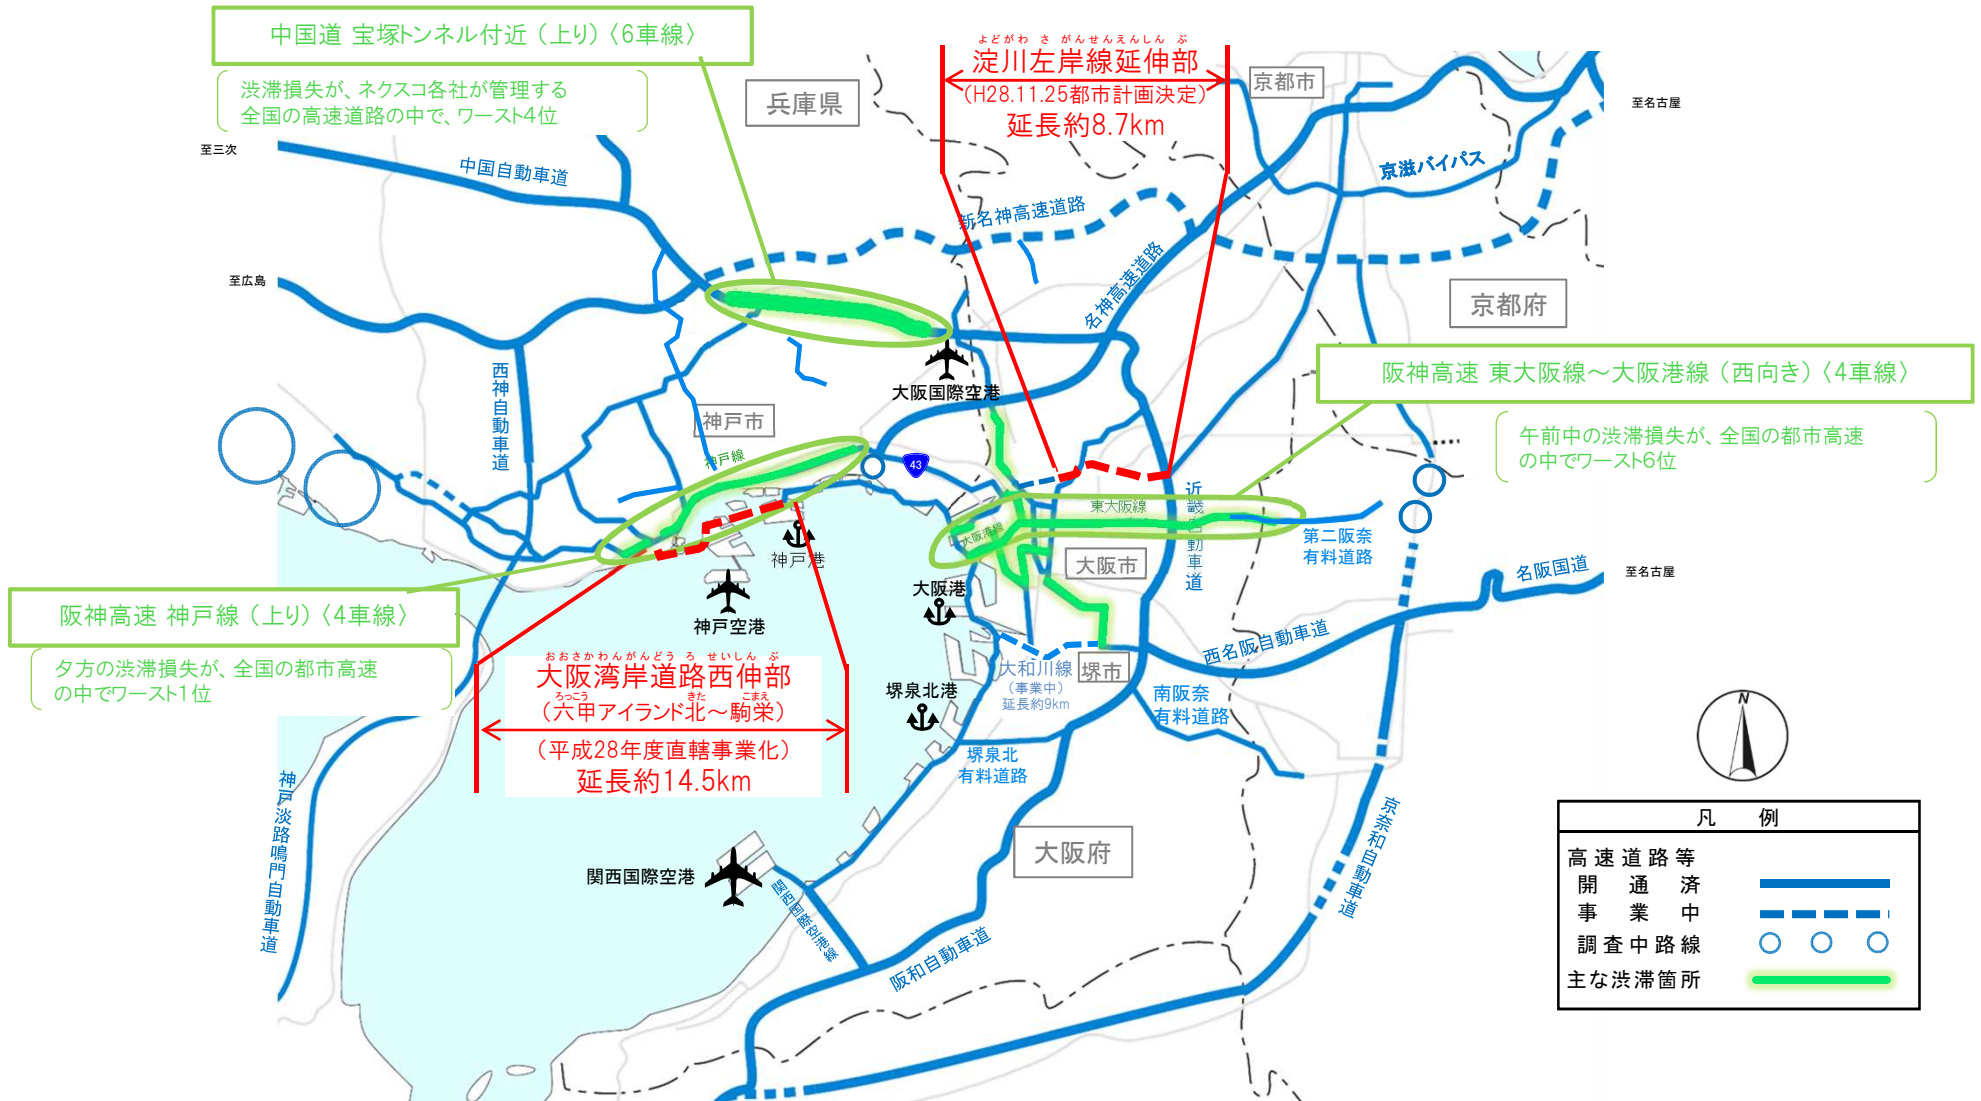 中国道 宝塚トンネル付近（上り）〈6車線〉
渋滞損失が、ネクスコ各社が管理する
全国の高速道路の中で、ワースト4位
よどがわ さ がんせんえんしん ぶ
淀川左岸線延伸部
（H28.11.25都市計画決定）
延長約8.7km
兵庫県
京都市
至名古屋
至三次
中国自動車道
京滋バイパス
新名神高速道路
名神高速道路
至広島
京都府
大阪国際空港
阪神高速 東大阪線～大阪港線（西向き）〈4車線〉
午前中の渋滞損失が、全国の都市高速
の中でワースト6位
西神自動車道
神戸市
神戸線
43
近畿自動車道
東大阪線
大阪港線
第二阪奈
有料道路
神戸港
大阪市
大阪港
名阪国道
至名古屋
阪神高速 神戸線（上り）〈4車線〉
夕方の渋滞損失が、全国の都市高速
の中でワースト1位
神戸空港
西名阪自動車道
おおさかわんがんどう ろ せいしん ぶ
大阪湾岸道路西伸部
ろっこう きた こまえ
（六甲アイランド北～駒栄）
（平成28年度直轄事業化）
延長約14.5km
大和川線
（事業中）
延長約9km
堺市
堺泉北港
南阪奈
有料道路
堺泉北
有料道路
神戸淡路鳴門自動車道
京奈和自動車道
大阪府
関西国際空港
関西国際空港線
阪和自動車道
N
凡 例
高速道路等
開 通 済
事 業 中
調査中路線
主な渋滞箇所